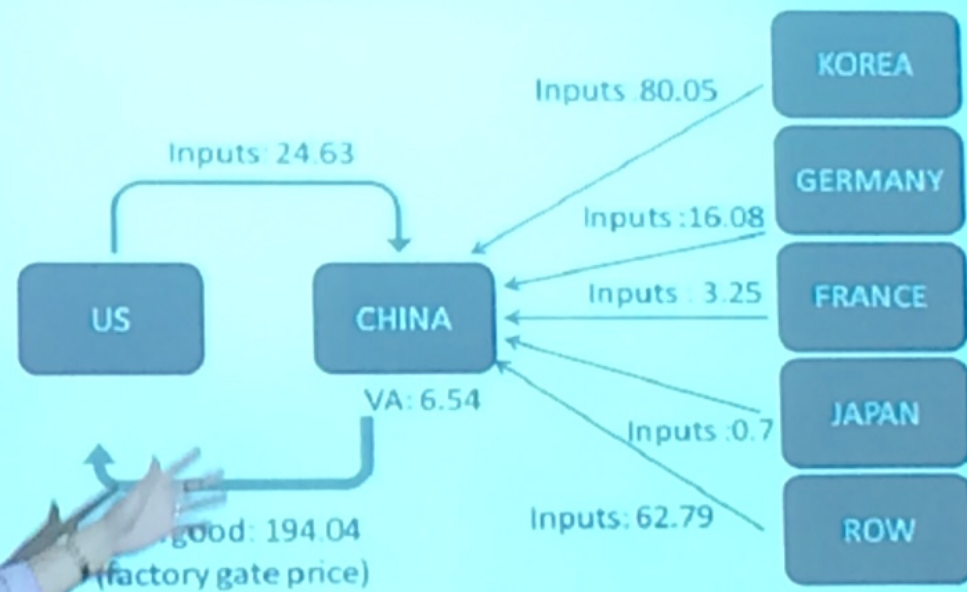 KOREA
Inputs :80.05
Inputs: 24.63
GERMANY
Inputs :16.08
Inputs : 3.25
FRANCE
US
CHINA
VA: 6.54
JAPAN
Inputs :0.7
Inputs: 62.79
ROW
good: 194.04
(factory gate price)